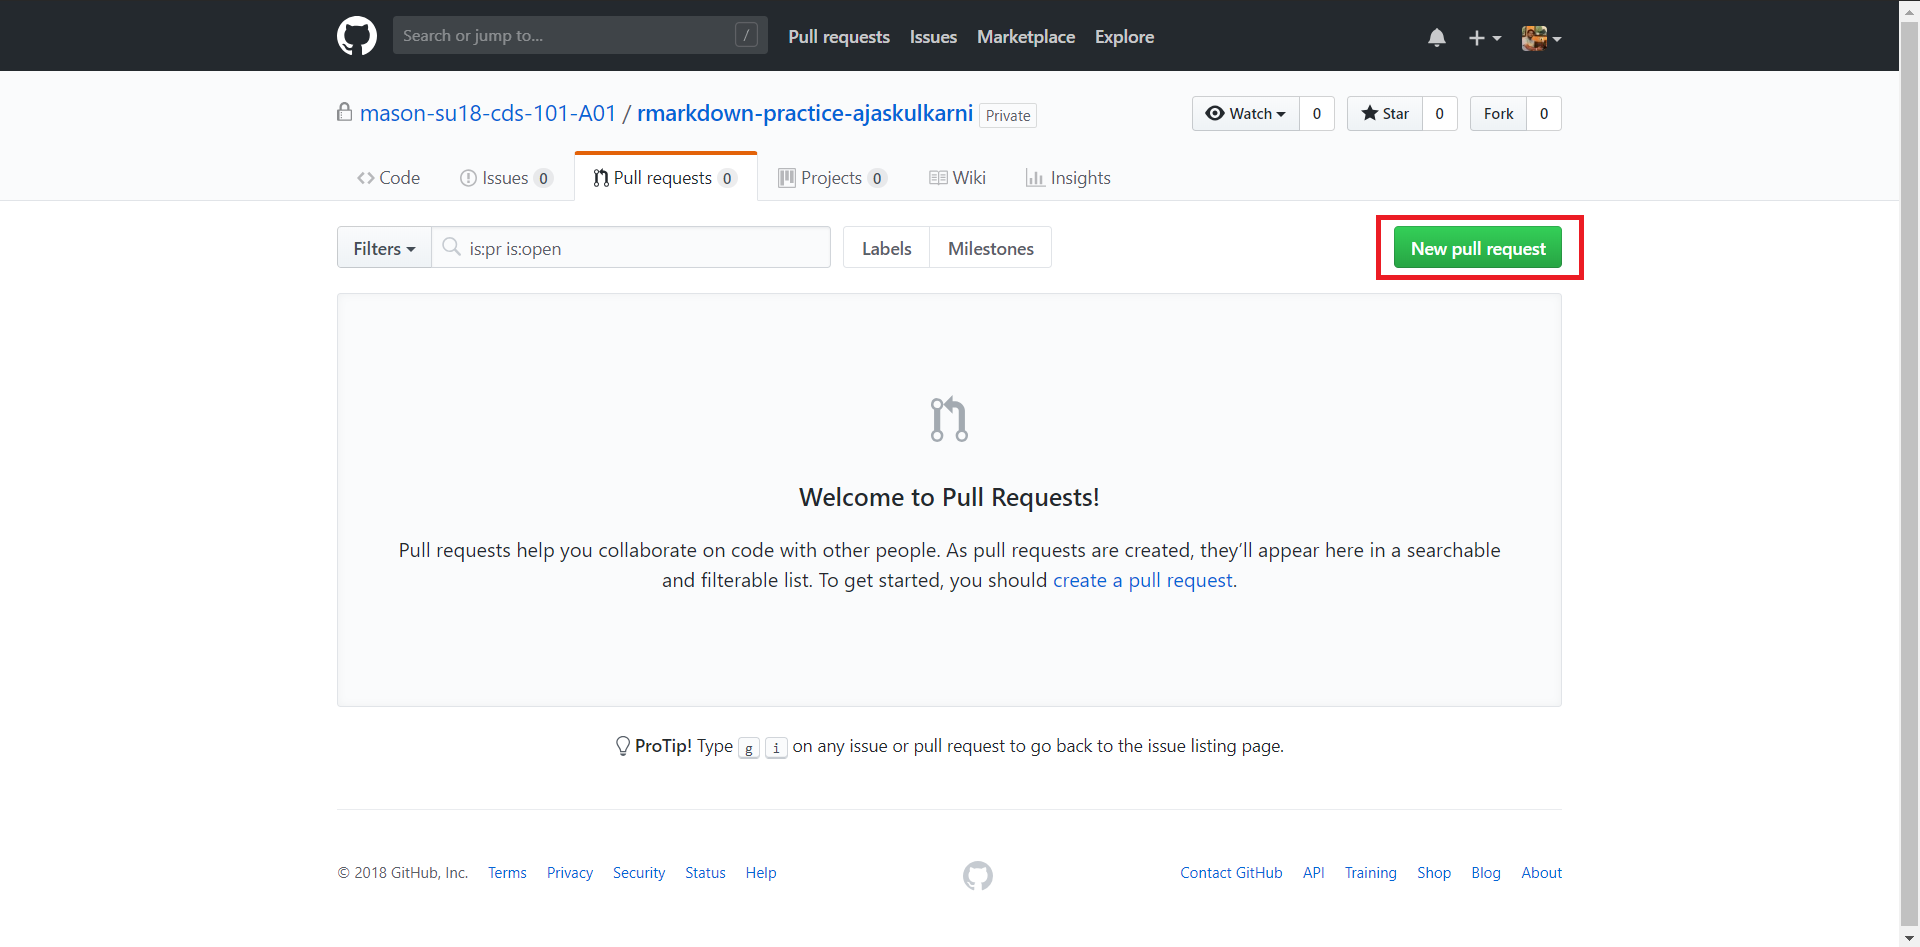 Search or jump to... / Pull requests Issues Marketplace Explore
mason-su18-cds-101-A01 / rmarkdown-practice-ajaskulkarni Private Watch 0 Star 0 Fork 0
Code Issues 0 Pull requests 0 Projects 0 Wiki Insights
Filters is:pr is:open Labels Milestones New pull request
Welcome to Pull Requests!
Pull requests help you collaborate on code with other people. As pull requests are created, they’ll appear here in a searchable
and filterable list. To get started, you should create a pull request.
ProTip! Type g i on any issue or pull request to go back to the issue listing page.
© 2018 GitHub, Inc. Terms Privacy Security Status Help Contact GitHub API Training Shop Blog About